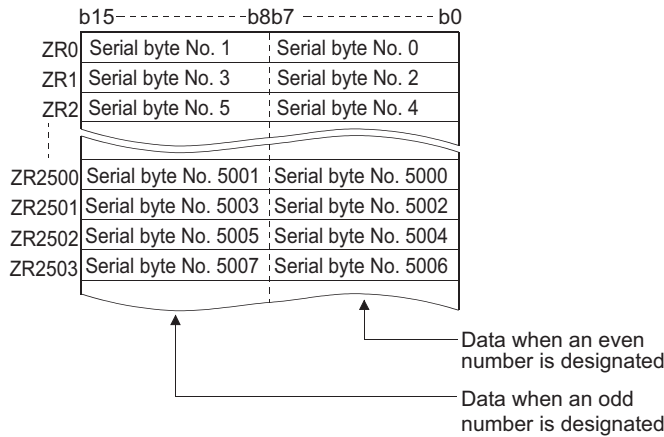 b15 b8b7 b0
ZR0 Serial byte No. 1 Serial byte No. 0
ZR1 Serial byte No. 3 Serial byte No. 2
ZR2 Serial byte No. 5 Serial byte No. 4
ZR2500 Serial byte No. 5001 Serial byte No. 5000
ZR2501 Serial byte No. 5003 Serial byte No. 5002
ZR2502 Serial byte No. 5005 Serial byte No. 5004
ZR2503 Serial byte No. 5007 Serial byte No. 5006
Data when an even
number is designated
Data when an odd
number is designated